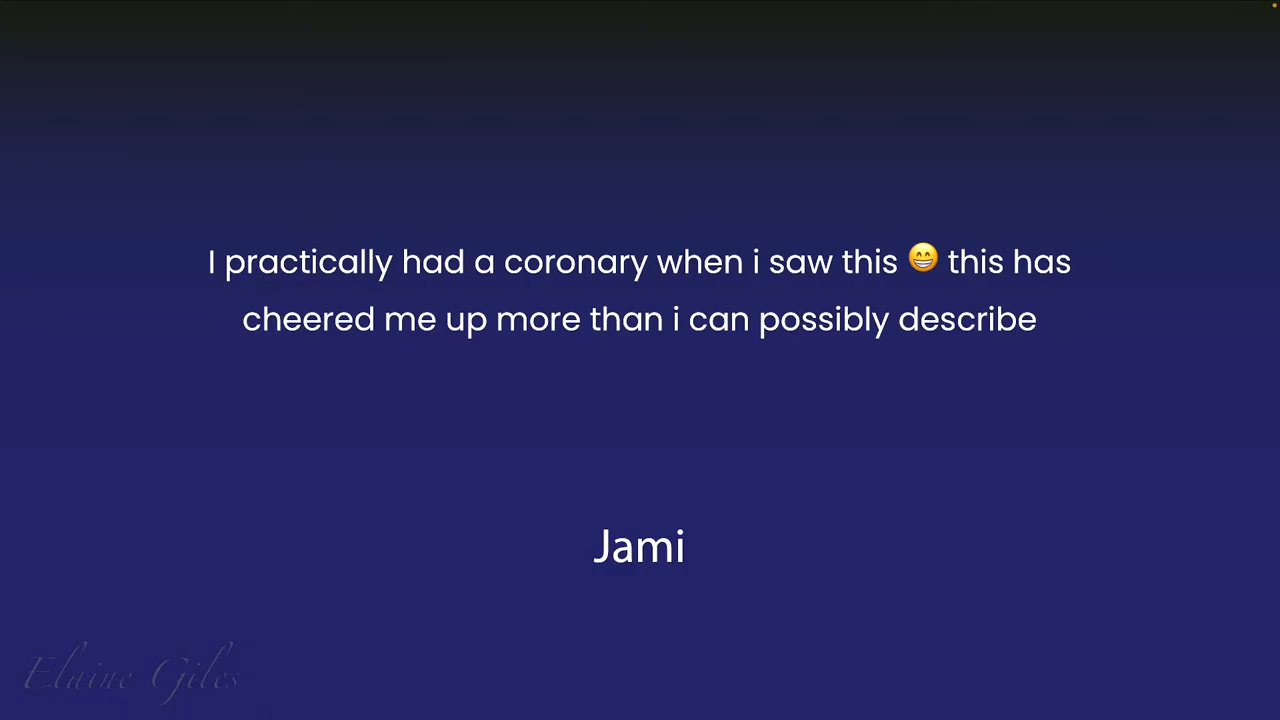 I practically had a coronary when i saw this 😁 this has
cheered me up more than i can possibly describe
Jami
Elaine Giles